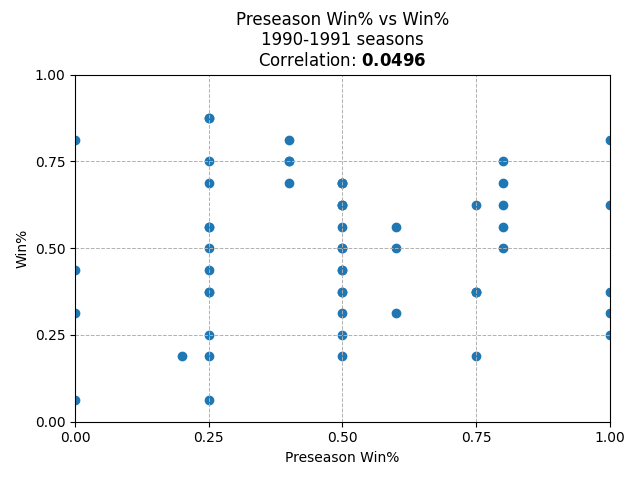 Preseason Win% vs Win%
1990-1991 seasons
Correlation: 0.0496
1.00
0.75
0.50
0.25
0.00
Win%
0.00 0.25 0.50 0.75 1.00
Preseason Win%